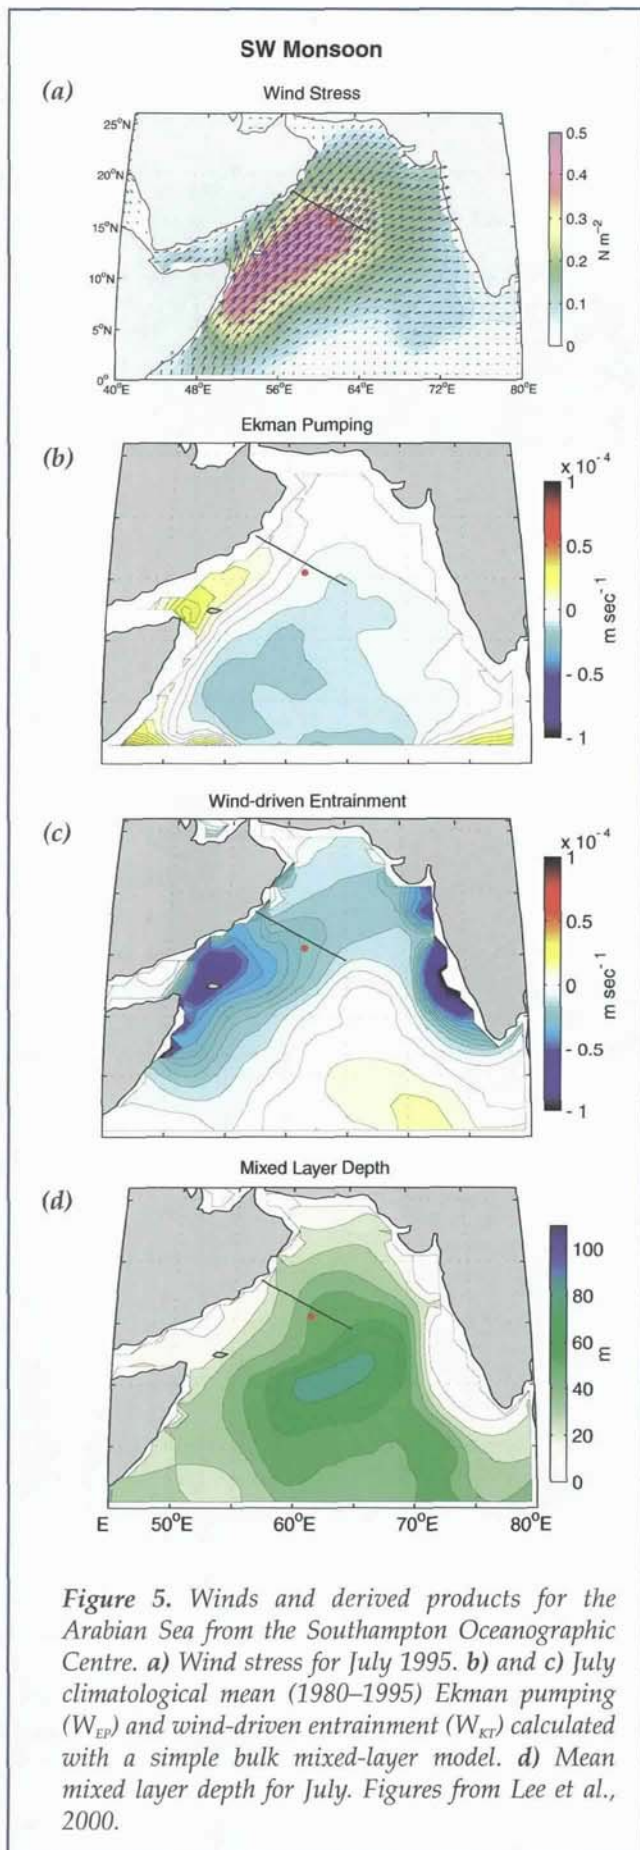 SW Monsoon
(a)
Wind Stress
25°N
20°N
15°N
10°N
5°N
0°
40°E 48°E 56°E 64°E 72°E 80°E
0.5
0.4
0.3
0.2
0.1
0
N m⁻²
Ekman Pumping
(b)
x 10⁻⁴
1
0.5
0
- 0.5
- 1
m sec⁻¹
Wind-driven Entrainment
(c)
x 10⁻⁴
1
0.5
0
- 0.5
- 1
m sec⁻¹
Mixed Layer Depth
(d)
100
80
60
40
20
0
m
E 50°E 60°E 70°E 80°E
Figure 5. Winds and derived products for the
Arabian Sea from the Southampton Oceanographic
Centre. a) Wind stress for July 1995. b) and c) July
climatological mean (1980–1995) Ekman pumping
(W_EP) and wind-driven entrainment (W_KT) calculated
with a simple bulk mixed-layer model. d) Mean
mixed layer depth for July. Figures from Lee et al.,
2000.